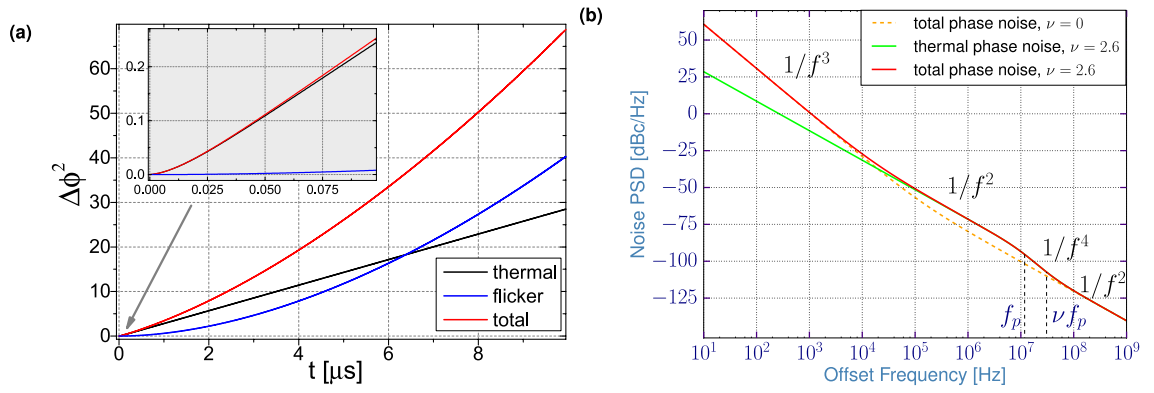 (a)
Δϕ²
60
50
40
30
20
10
0
0.2
0.1
0.0
0.000 0.025 0.050 0.075
thermal
flicker
total
0 2 4 6 8
t [μs]
(b)
Noise PSD [dBc/Hz]
50
25
0
−25
−50
−75
−100
−125
total phase noise, ν = 0
thermal phase noise, ν = 2.6
total phase noise, ν = 2.6
1/f³
1/f²
1/f⁴
1/f²
fₚ νfₚ
10¹ 10² 10³ 10⁴ 10⁵ 10⁶ 10⁷ 10⁸ 10⁹
Offset Frequency [Hz]